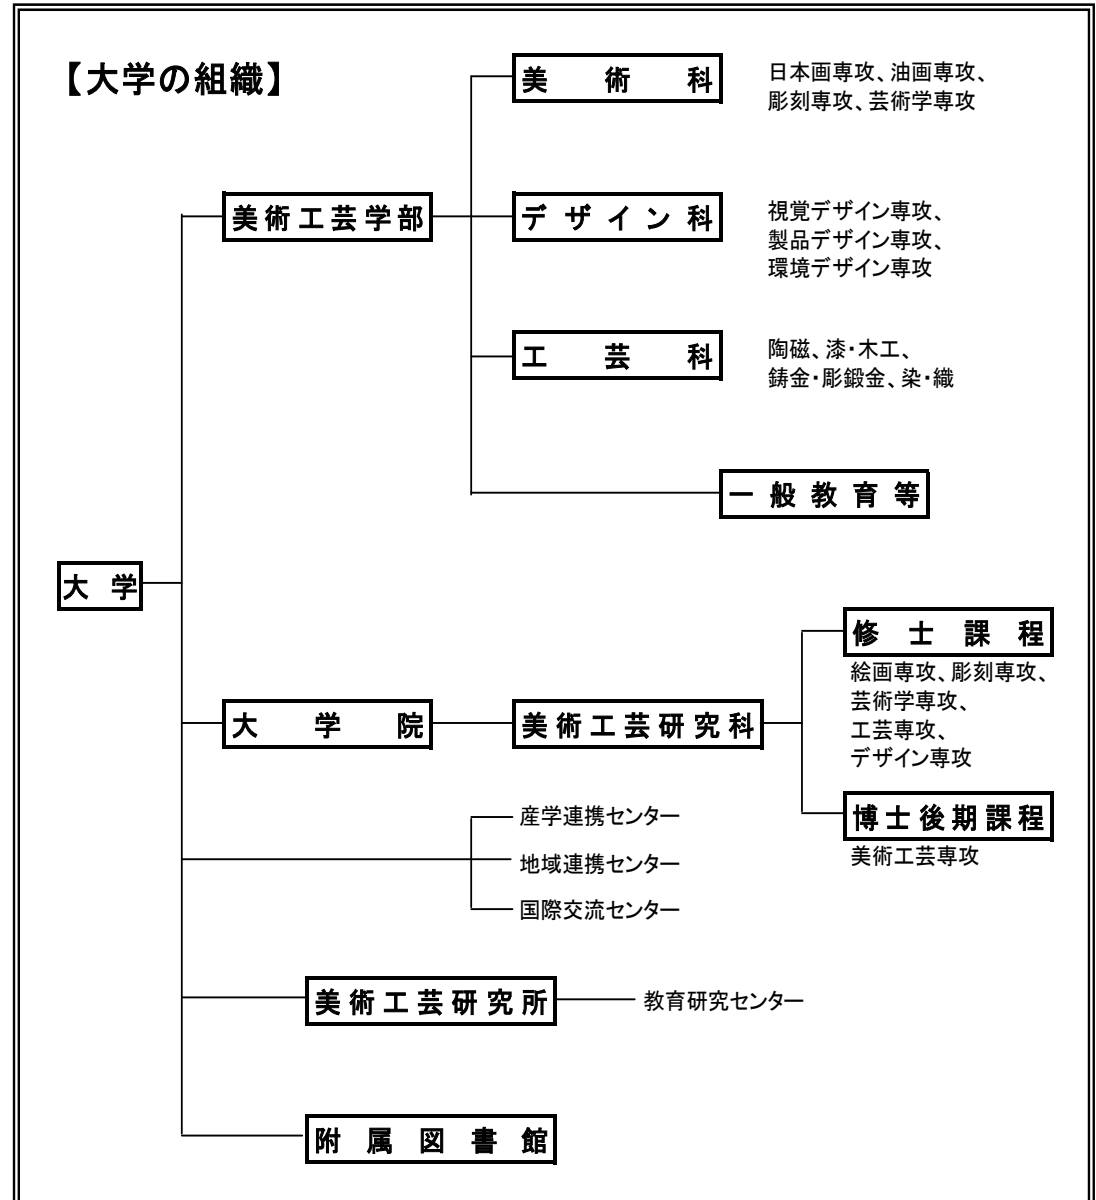 【大学の組織】
美術科
日本画専攻、油画専攻、
彫刻専攻、芸術学専攻
美術工芸学部
デザイン科
視覚デザイン専攻、
製品デザイン専攻、
環境デザイン専攻
工芸科
陶磁、漆・木工、
鋳金・彫鍛金、染・織
一般教育等
大学
大学院
美術工芸研究科
修士課程
絵画専攻、彫刻専攻、
芸術学専攻、
工芸専攻、
デザイン専攻
博士後期課程
美術工芸専攻
産学連携センター
地域連携センター
国際交流センター
美術工芸研究所
教育研究センター
附属図書館